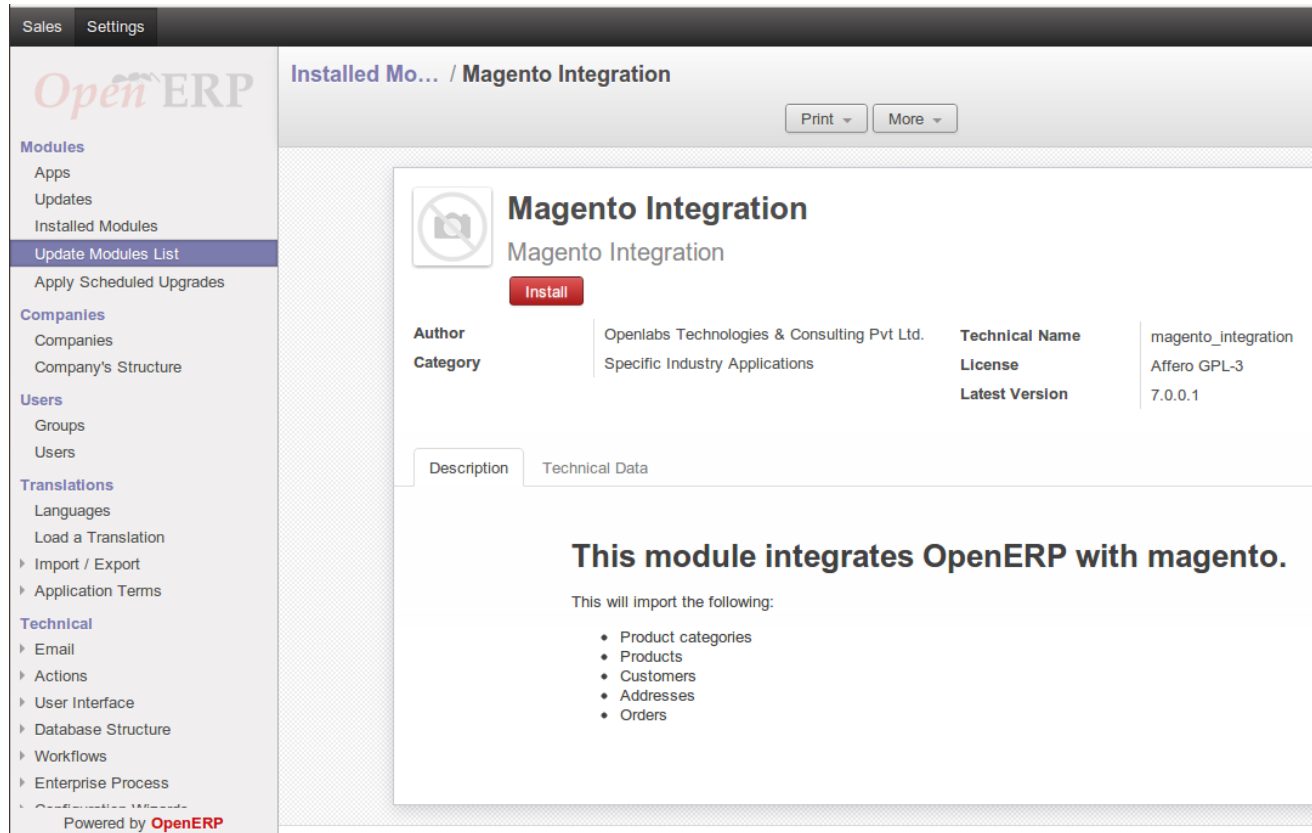 Sales Settings
Open ERP
Modules
Apps
Updates
Installed Modules
Update Modules List
Apply Scheduled Upgrades
Companies
Companies
Company's Structure
Users
Groups
Users
Translations
Languages
Load a Translation
Import / Export
Application Terms
Technical
Email
Actions
User Interface
Database Structure
Workflows
Enterprise Process
Powered by OpenERP
Installed Mo... / Magento Integration
Print More
Magento Integration
Magento Integration
Install
Author Openlabs Technologies & Consulting Pvt Ltd.
Category Specific Industry Applications
Technical Name magento_integration
License Affero GPL-3
Latest Version 7.0.0.1
Description Technical Data
This module integrates OpenERP with magento.
This will import the following:
• Product categories
• Products
• Customers
• Addresses
• Orders